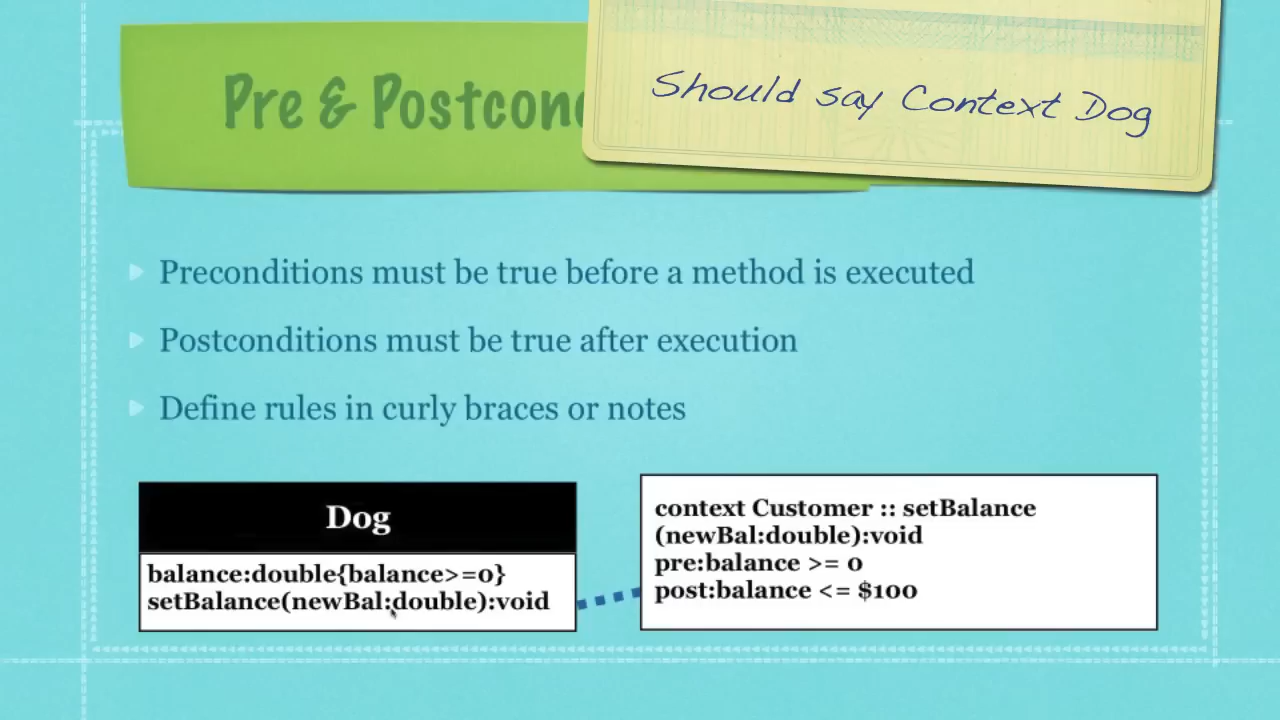 Pre & Postcon
Should say Context Dog
Preconditions must be true before a method is executed
Postconditions must be true after execution
Define rules in curly braces or notes
Dog
balance:double{balance>=0}
setBalance(newBal:double):void
context Customer :: setBalance
(newBal:double):void
pre:balance >= 0
post:balance <= $100